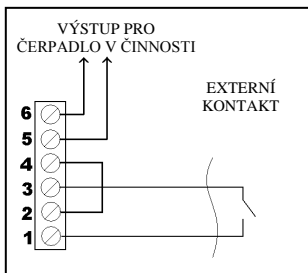 VÝSTUP PRO
ČERPADLO V ČINNOSTI
EXTERNÍ
KONTAKT
6
5
4
3
2
1